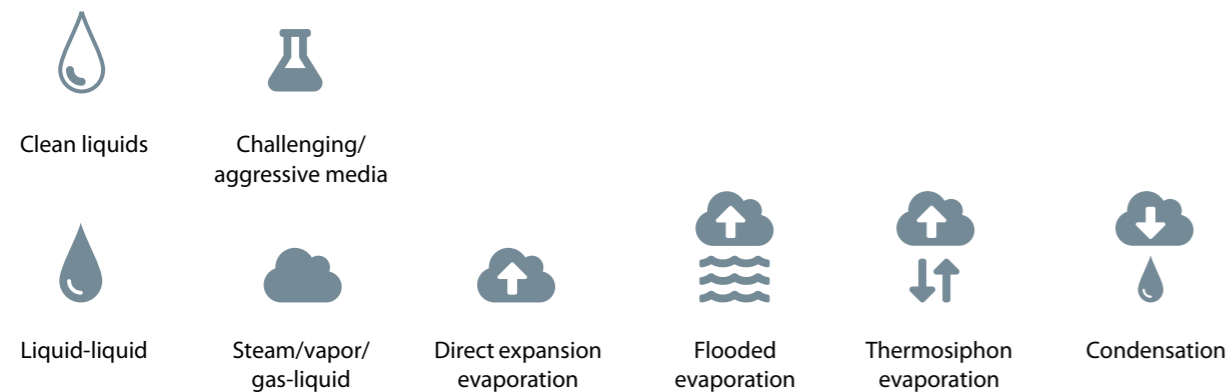 Clean liquids
Challenging/
aggressive media
Liquid-liquid
Steam/vapor/
gas-liquid
Direct expansion
evaporation
Flooded
evaporation
Thermosiphon
evaporation
Condensation